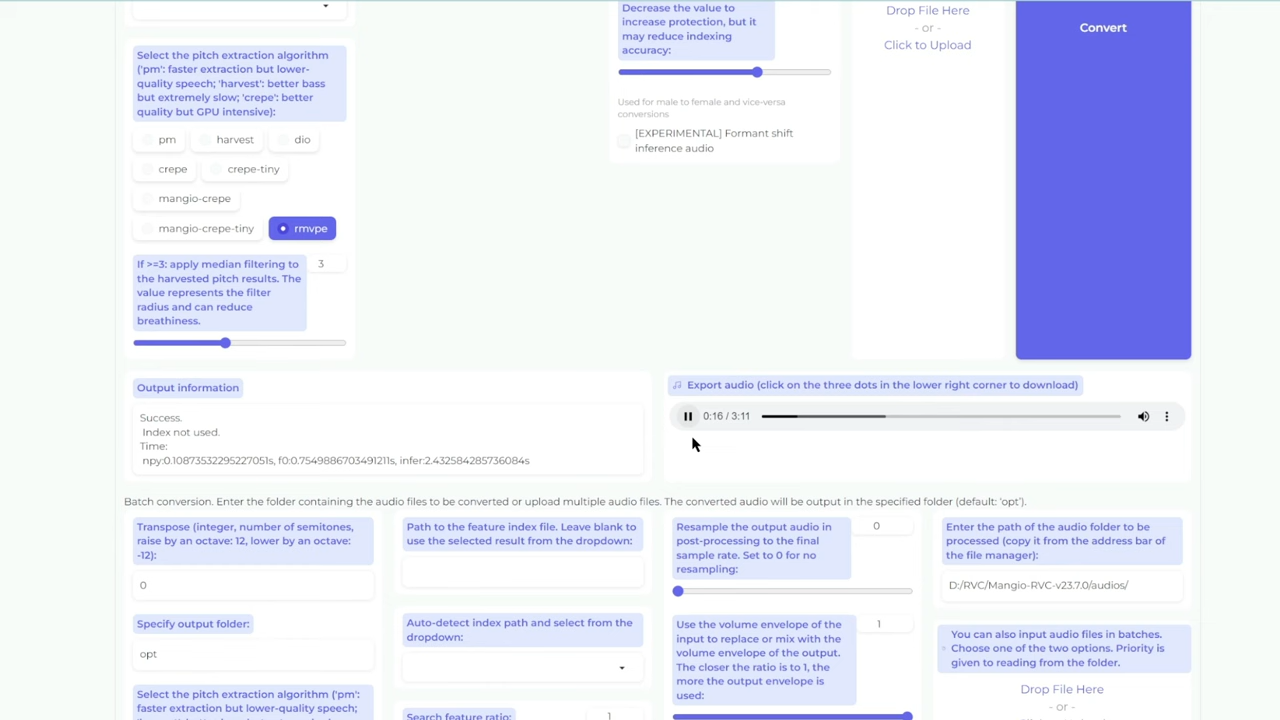 Select the pitch extraction algorithm
('pm': faster extraction but lower-
quality speech; 'harvest': better bass
but extremely slow; 'crepe': better
quality but GPU intensive):
pm
harvest
dio
crepe
crepe-tiny
mangio-crepe
mangio-crepe-tiny
rmvpe
If >=3: apply median filtering to
the harvested pitch results. The
value represents the filter
radius and can reduce
breathiness.
3
Decrease the value to
increase protection, but it
may reduce indexing
accuracy:
Used for male to female and vice-versa
conversions
[EXPERIMENTAL] Formant shift
inference audio
Drop File Here
- or -
Click to Upload
Convert
Output information
Success.
Index not used.
Time:
npy:0.10873532295227051s, f0:0.7549886703491211s, infer:2.432584285736084s
Export audio (click on the three dots in the lower right corner to download)
0:16 / 3:11
Batch conversion. Enter the folder containing the audio files to be converted or upload multiple audio files. The converted audio will be output in the specified folder (default: 'opt').
Transpose (integer, number of semitones,
raise by an octave: 12, lower by an octave:
-12):
0
Specify output folder:
opt
Select the pitch extraction algorithm ('pm':
faster extraction but lower-quality speech;
Path to the feature index file. Leave blank to
use the selected result from the dropdown:
Auto-detect index path and select from the
dropdown:
Search feature ratio:
1
Resample the output audio in
post-processing to the final
sample rate. Set to 0 for no
resampling:
0
Use the volume envelope of the
input to replace or mix with the
volume envelope of the output.
The closer the ratio is to 1, the
more the output envelope is
used:
1
Enter the path of the audio folder to be
processed (copy it from the address bar of
the file manager):
D:/RVC/Mangio-RVC-v23.7.0/audios/
You can also input audio files in batches.
Choose one of the two options. Priority is
given to reading from the folder.
Drop File Here
- or -